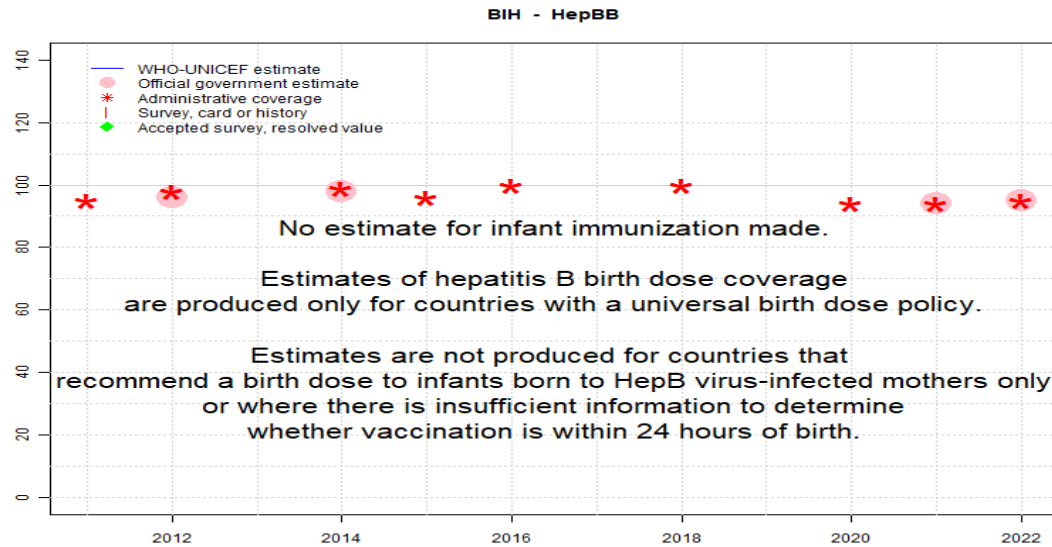 BIH - HepBB
WHO-UNICEF estimate
Official government estimate
Administrative coverage
Survey, card or history
Accepted survey, resolved value
140
120
100
80
60
40
20
0
No estimate for infant immunization made.
Estimates of hepatitis B birth dose coverage
are produced only for countries with a universal birth dose policy.
Estimates are not produced for countries that
recommend a birth dose to infants born to HepB virus-infected mothers only
or where there is insufficient information to determine
whether vaccination is within 24 hours of birth.
2012 2014 2016 2018 2020 2022